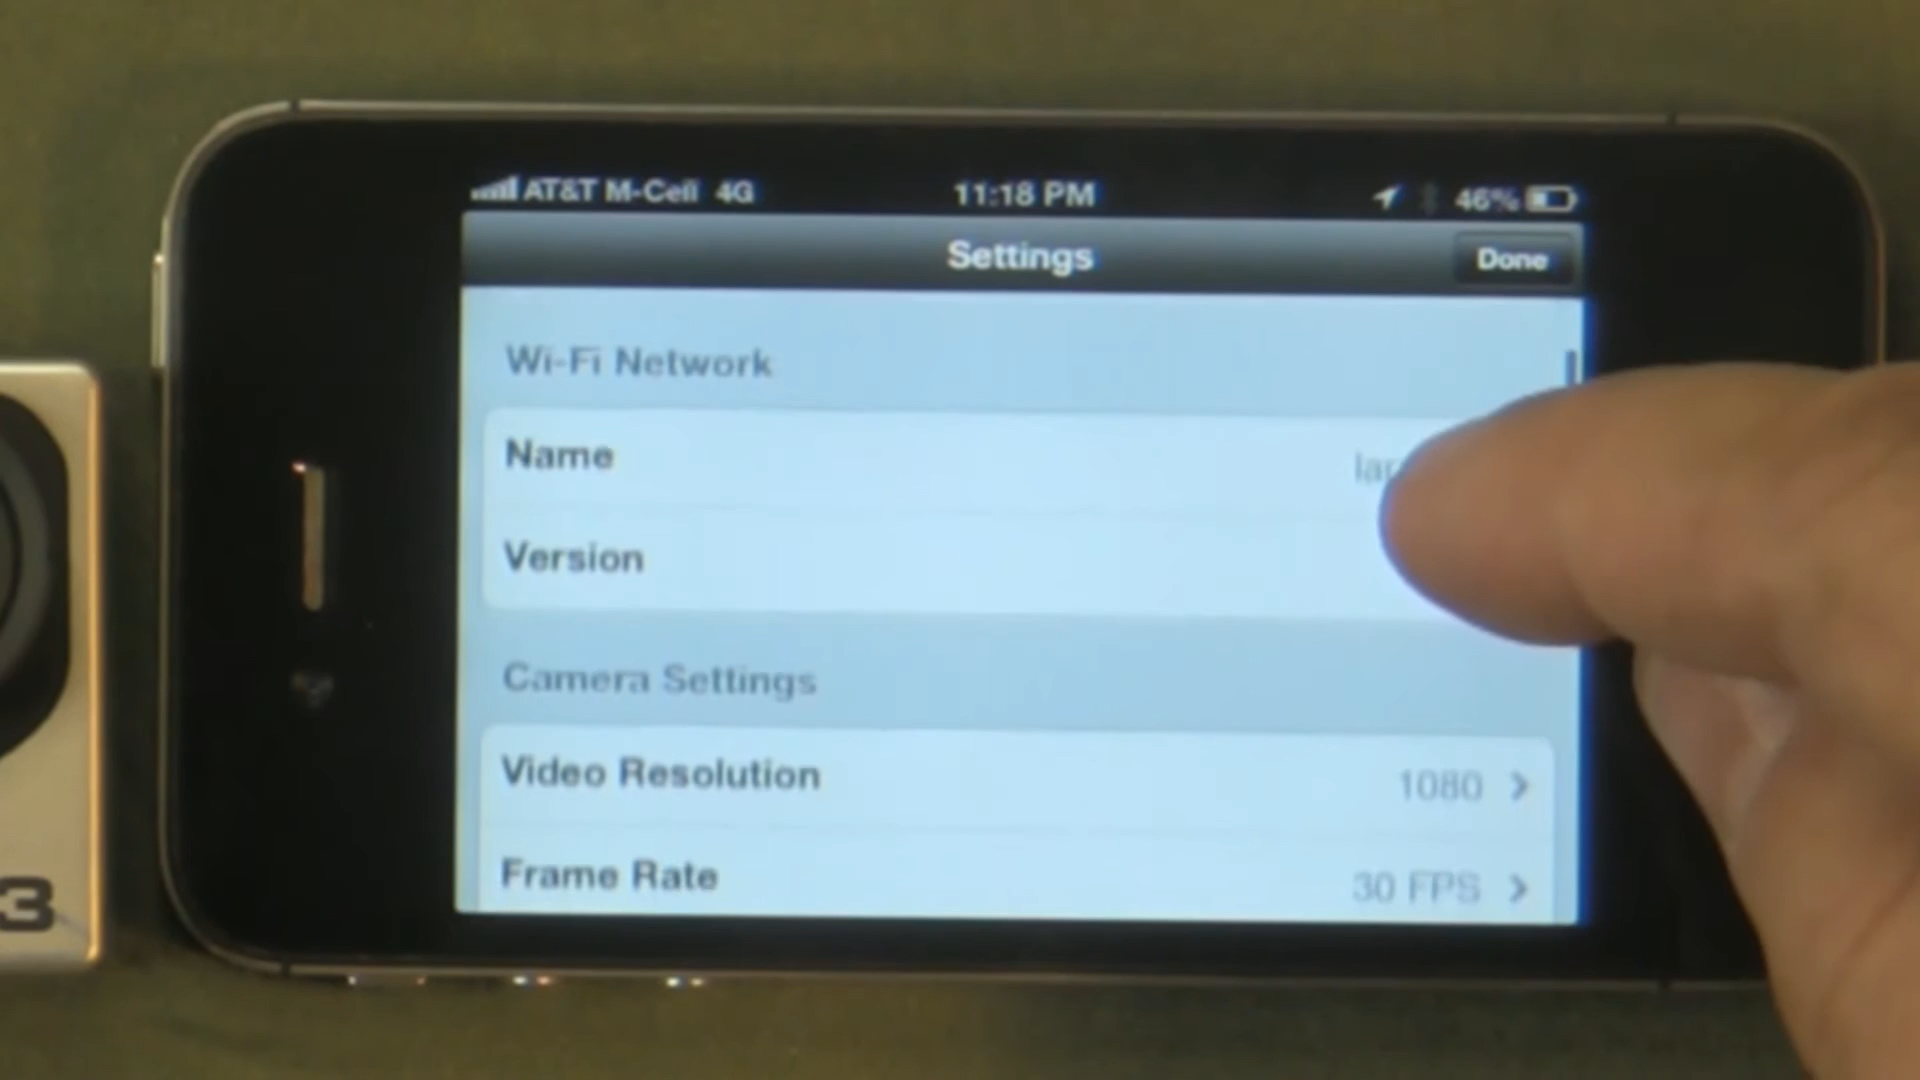 AT&T M-Cell 4G 11:18 PM 46%
Settings Done
Wi-Fi Network
Name
Version
Camera Settings
Video Resolution 1080
Frame Rate 30 FPS
3